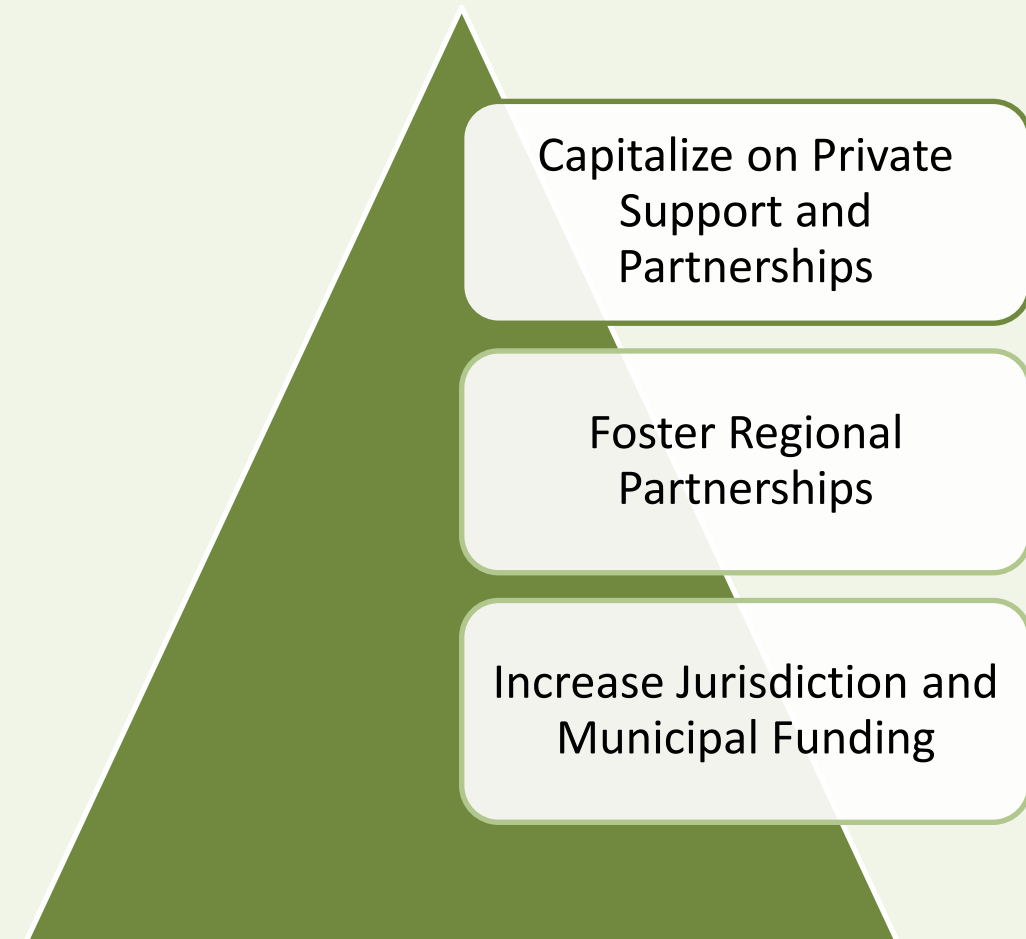 Capitalize on Private
Support and
Partnerships
Foster Regional
Partnerships
Increase Jurisdiction and
Municipal Funding